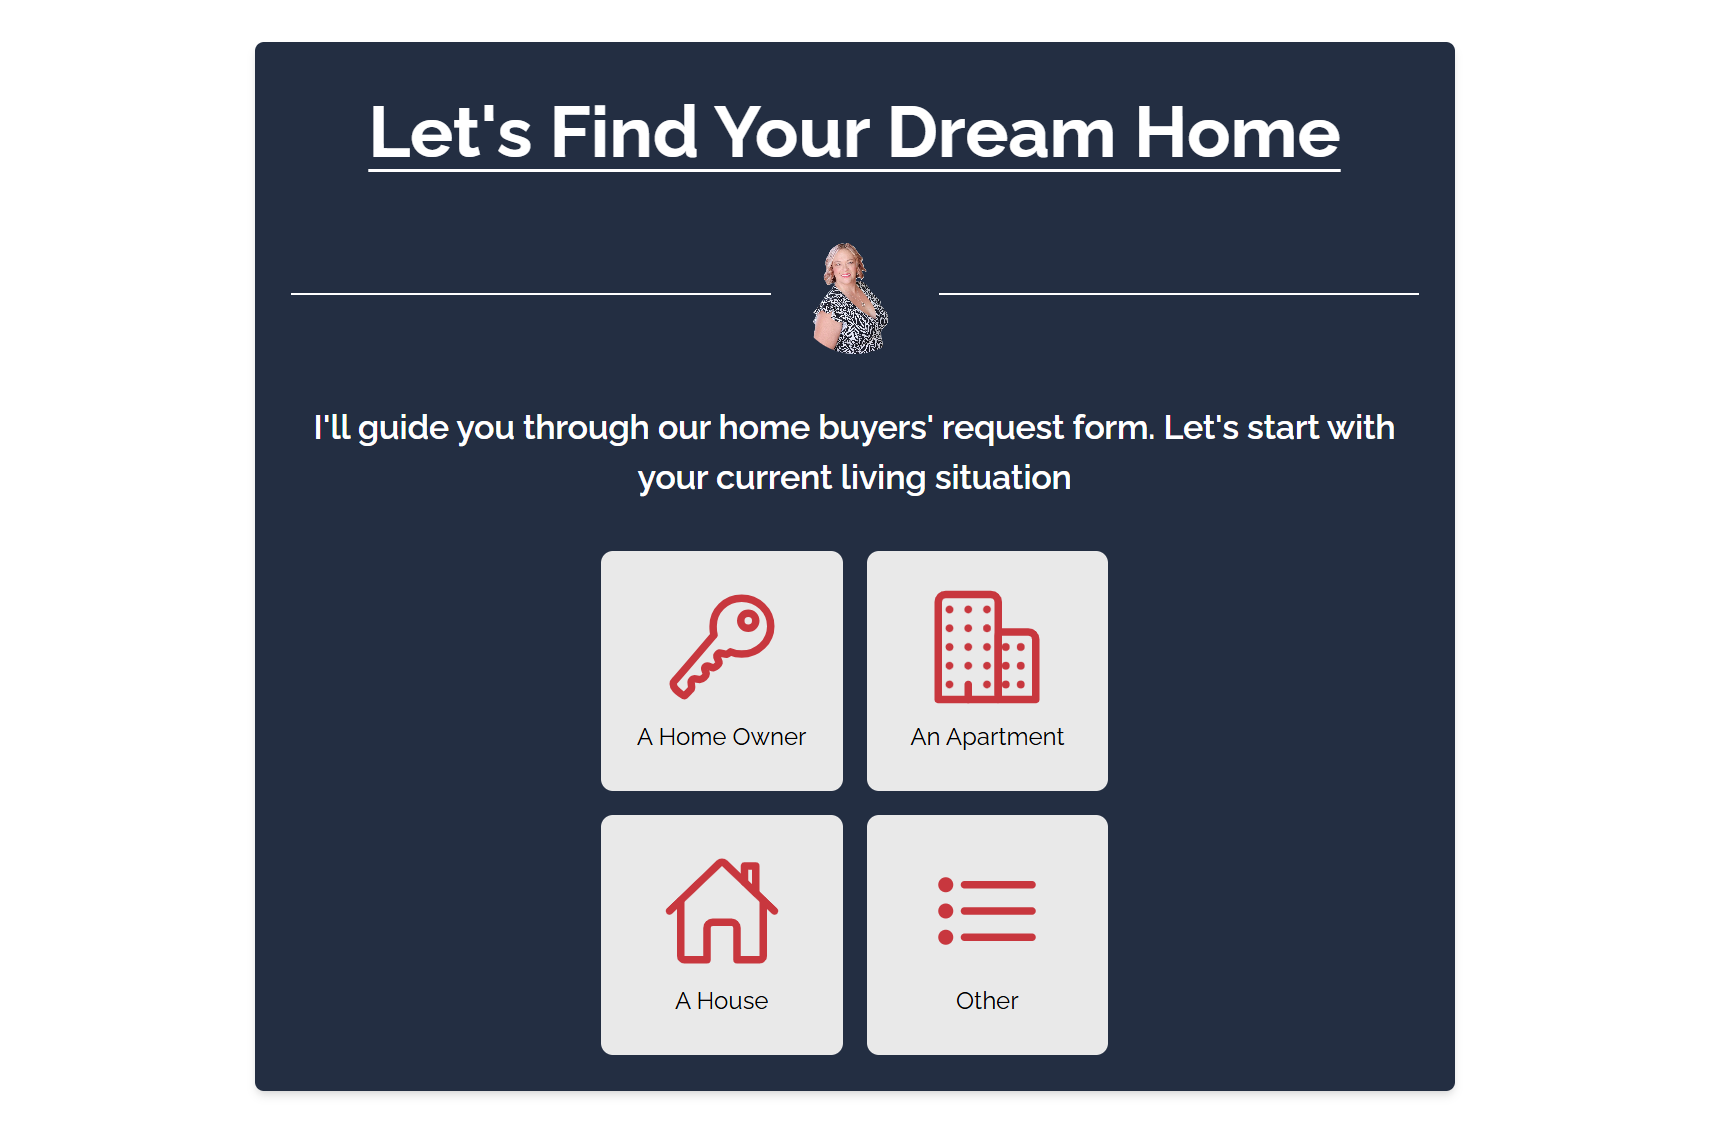 Let's Find Your Dream Home
I'll guide you through our home buyers' request form. Let's start with
your current living situation
A Home Owner
An Apartment
A House
Other